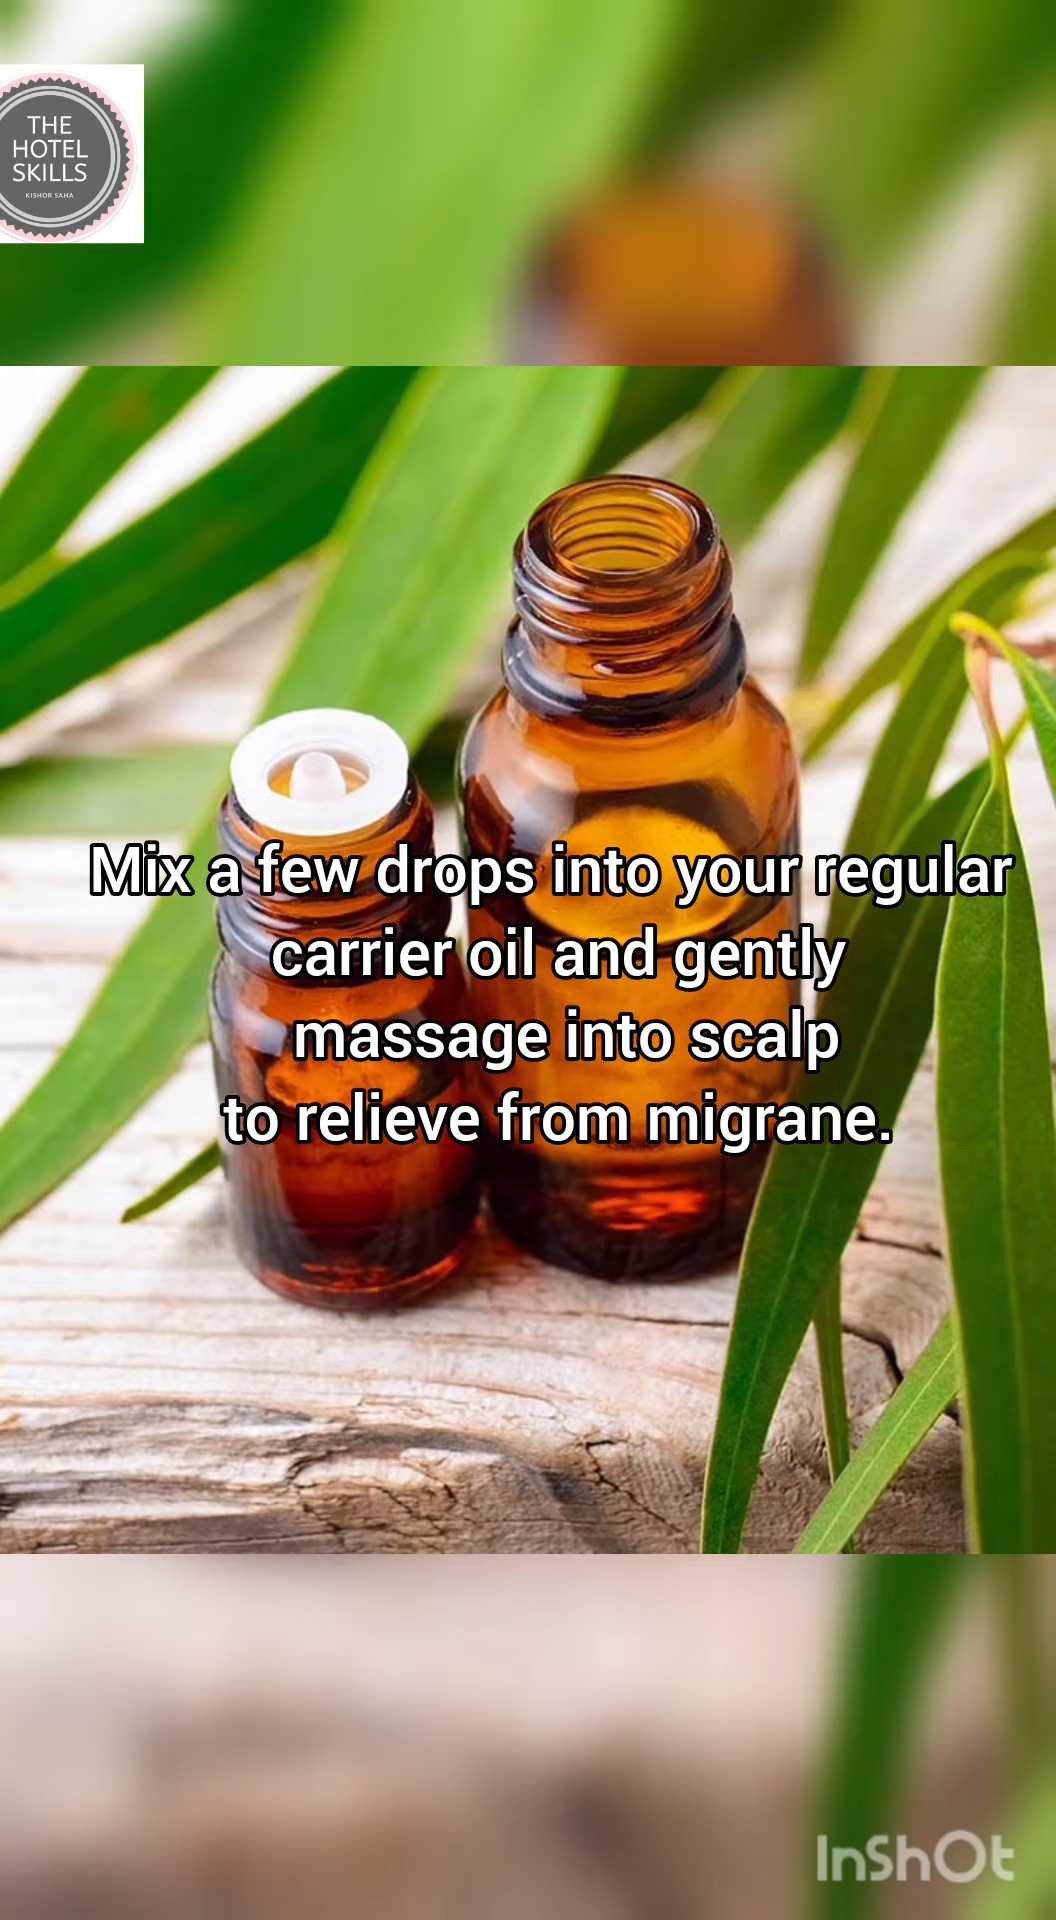 THE
HOTEL
SKILLS
KISHOR SAHA
Mix a few drops into your regular
carrier oil and gently
massage into scalp
to relieve from migrane.
InShOt